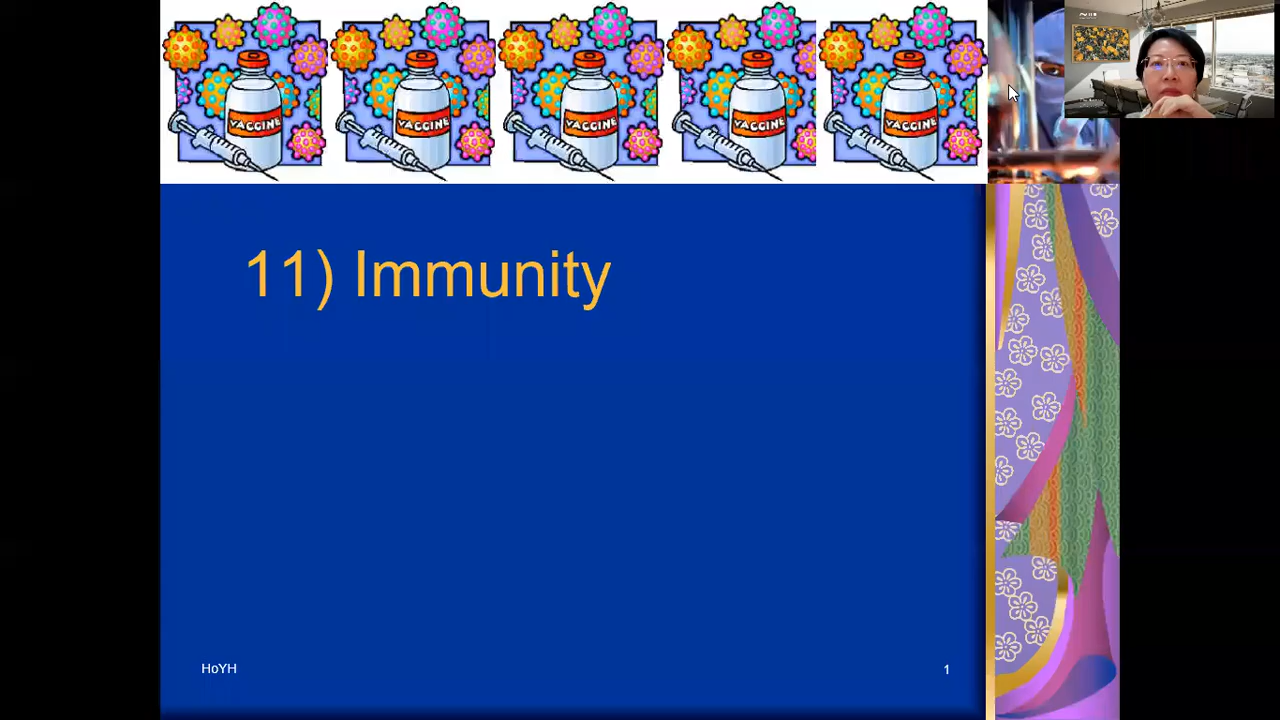 VACCINE
VACCINE
VACCINE
VACCINE
VACCINE
11) Immunity
HoYH
1